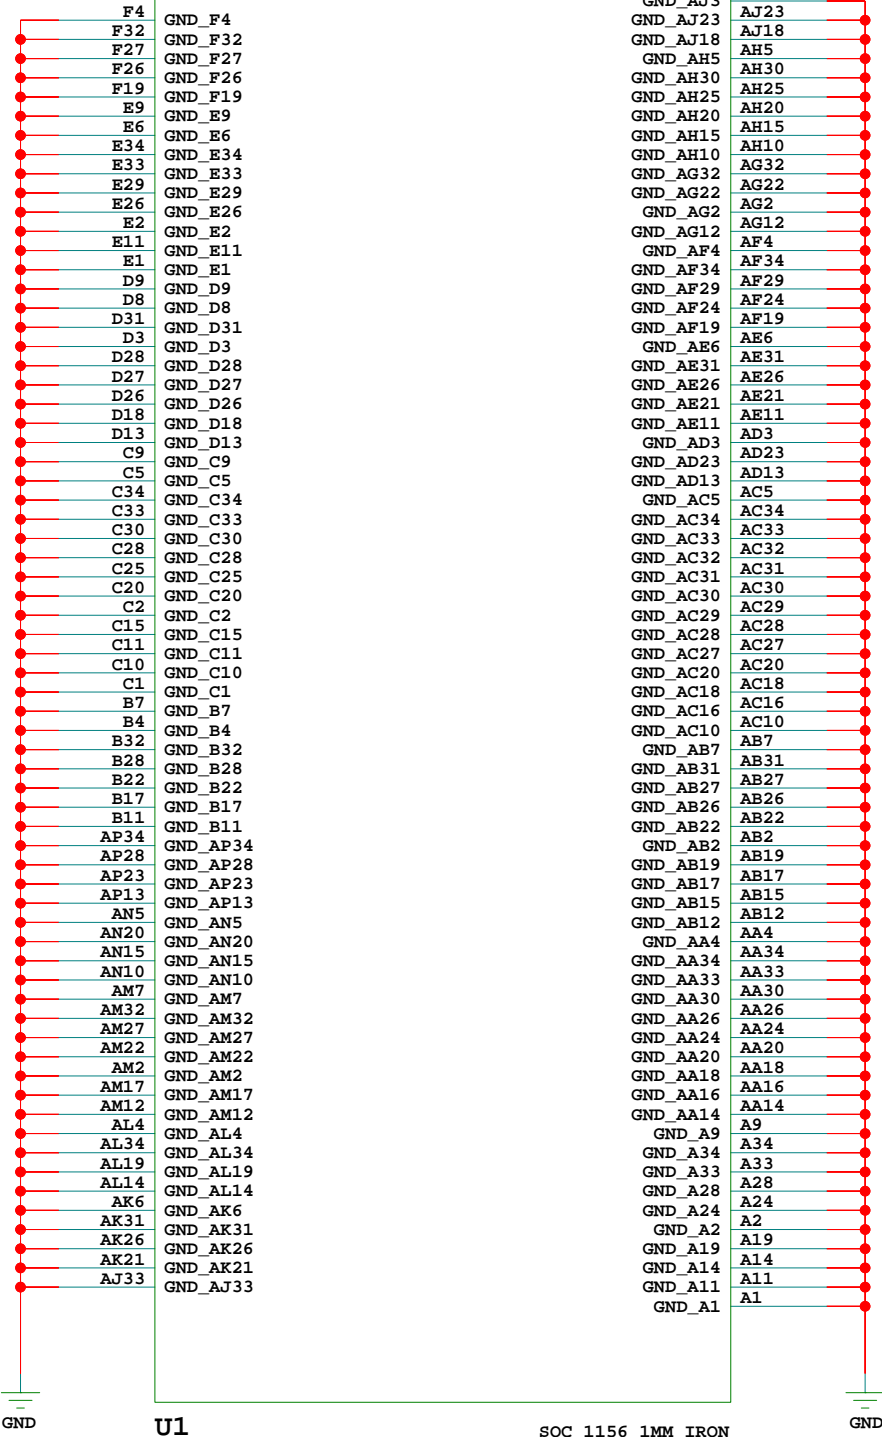 F4 GND_F4
F32 GND_F32
F27 GND_F27
F26 GND_F26
F19 GND_F19
E9 GND_E9
E6 GND_E6
E34 GND_E34
E33 GND_E33
E29 GND_E29
E26 GND_E26
E2 GND_E2
E11 GND_E11
E1 GND_E1
D9 GND_D9
D8 GND_D8
D31 GND_D31
D3 GND_D3
D28 GND_D28
D27 GND_D27
D26 GND_D26
D18 GND_D18
D13 GND_D13
C9 GND_C9
C5 GND_C5
C34 GND_C34
C33 GND_C33
C30 GND_C30
C28 GND_C28
C25 GND_C25
C20 GND_C20
C2 GND_C2
C15 GND_C15
C11 GND_C11
C10 GND_C10
C1 GND_C1
B7 GND_B7
B4 GND_B4
B32 GND_B32
B28 GND_B28
B22 GND_B22
B17 GND_B17
B11 GND_B11
AP34 GND_AP34
AP28 GND_AP28
AP23 GND_AP23
AP13 GND_AP13
AN5 GND_AN5
AN20 GND_AN20
AN15 GND_AN15
AN10 GND_AN10
AM7 GND_AM7
AM32 GND_AM32
AM27 GND_AM27
AM22 GND_AM22
AM2 GND_AM2
AM17 GND_AM17
AM12 GND_AM12
AL4 GND_AL4
AL34 GND_AL34
AL19 GND_AL19
AL14 GND_AL14
AK6 GND_AK6
AK31 GND_AK31
AK26 GND_AK26
AK21 GND_AK21
AJ33 GND_AJ33
GND_AJ3
GND_AJ23 AJ23
GND_AJ18 AJ18
GND_AH5 AH5
GND_AH30 AH30
GND_AH25 AH25
GND_AH20 AH20
GND_AH15 AH15
GND_AH10 AH10
GND_AG32 AG32
GND_AG22 AG22
GND_AG2 AG2
GND_AG12 AG12
GND_AF4 AF4
GND_AF34 AF34
GND_AF29 AF29
GND_AF24 AF24
GND_AF19 AF19
GND_AE6 AE6
GND_AE31 AE31
GND_AE26 AE26
GND_AE21 AE21
GND_AE11 AE11
GND_AD3 AD3
GND_AD23 AD23
GND_AD13 AD13
GND_AC5 AC5
GND_AC34 AC34
GND_AC33 AC33
GND_AC32 AC32
GND_AC31 AC31
GND_AC30 AC30
GND_AC29 AC29
GND_AC28 AC28
GND_AC27 AC27
GND_AC20 AC20
GND_AC18 AC18
GND_AC16 AC16
GND_AC10 AC10
GND_AB7 AB7
GND_AB31 AB31
GND_AB27 AB27
GND_AB26 AB26
GND_AB22 AB22
GND_AB2 AB2
GND_AB19 AB19
GND_AB17 AB17
GND_AB15 AB15
GND_AB12 AB12
GND_AA4 AA4
GND_AA34 AA34
GND_AA33 AA33
GND_AA30 AA30
GND_AA26 AA26
GND_AA24 AA24
GND_AA20 AA20
GND_AA18 AA18
GND_AA16 AA16
GND_AA14 AA14
GND_A9 A9
GND_A34 A34
GND_A33 A33
GND_A28 A28
GND_A24 A24
GND_A2 A2
GND_A19 A19
GND_A14 A14
GND_A11 A11
GND_A1 A1
GND
U1
SOC 1156 1MM IRON
GND